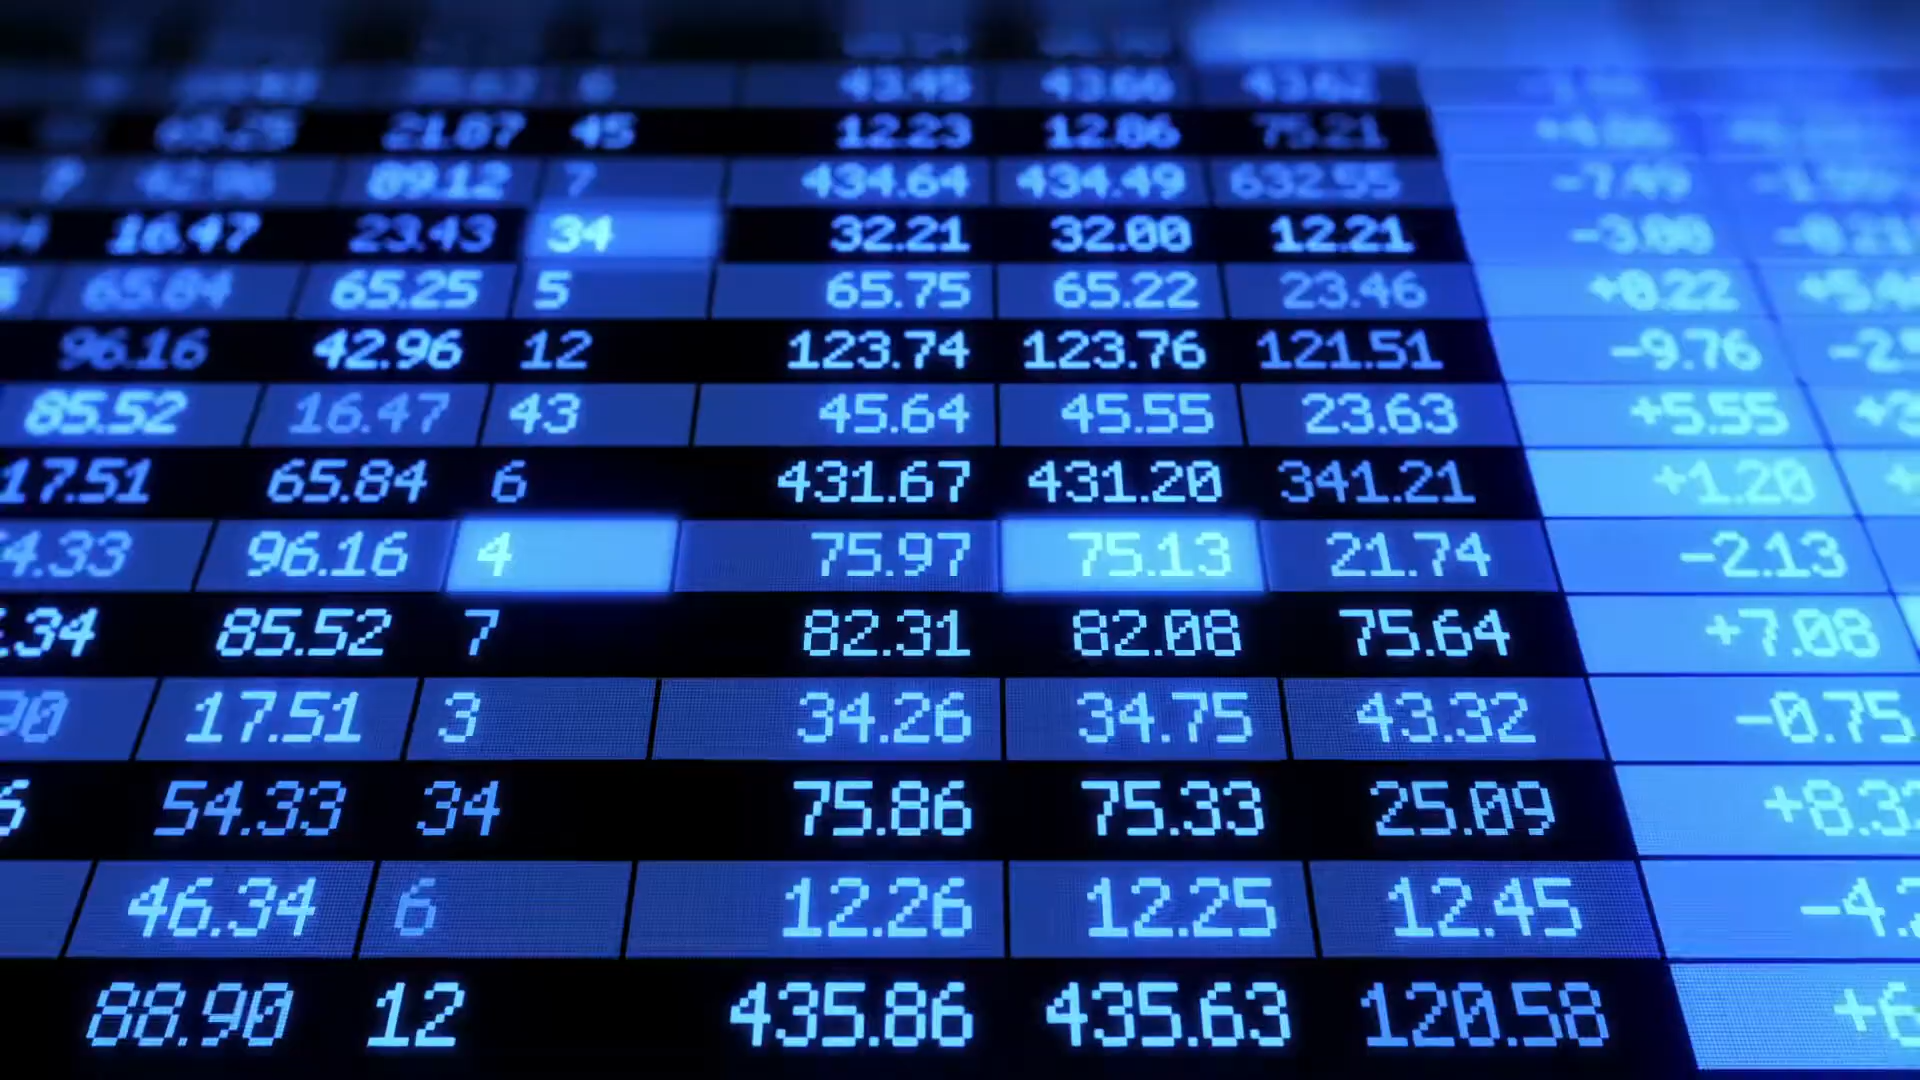 43.45 43.66 43.62
65.25 21.87 45 12.23 12.86 75.21
42.96 89.12 7 434.64 434.49 632.55 -7.49
16.47 23.43 34 32.21 32.00 12.21 -3.00
65.84 65.25 5 65.75 65.22 23.46 +0.22
96.16 42.96 12 123.74 123.76 121.51 -9.76
85.52 16.47 43 45.64 45.55 23.63 +5.55
17.51 65.84 6 431.67 431.20 341.21 +1.20
4.33 96.16 4 75.97 75.13 21.74 -2.13
.34 85.52 7 82.31 82.08 75.64 +7.08
90 17.51 3 34.26 34.75 43.32 -0.75
54.33 34 75.86 75.33 25.09 +8.3
46.34 6 12.26 12.25 12.45 -4.
88.90 12 435.86 435.63 120.58 +6